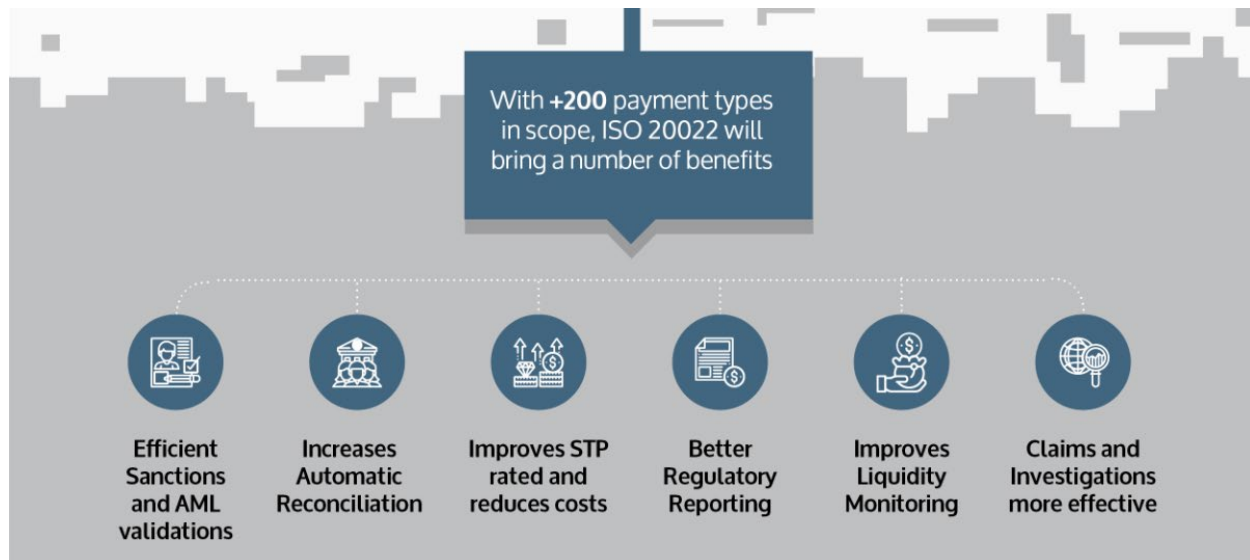 With +200 payment types
in scope, ISO 20022 will
bring a number of benefits
Efficient
Sanctions
and AML
validations
Increases
Automatic
Reconciliation
Improves STP
rated and
reduces costs
Better
Regulatory
Reporting
Improves
Liquidity
Monitoring
Claims and
Investigations
more effective